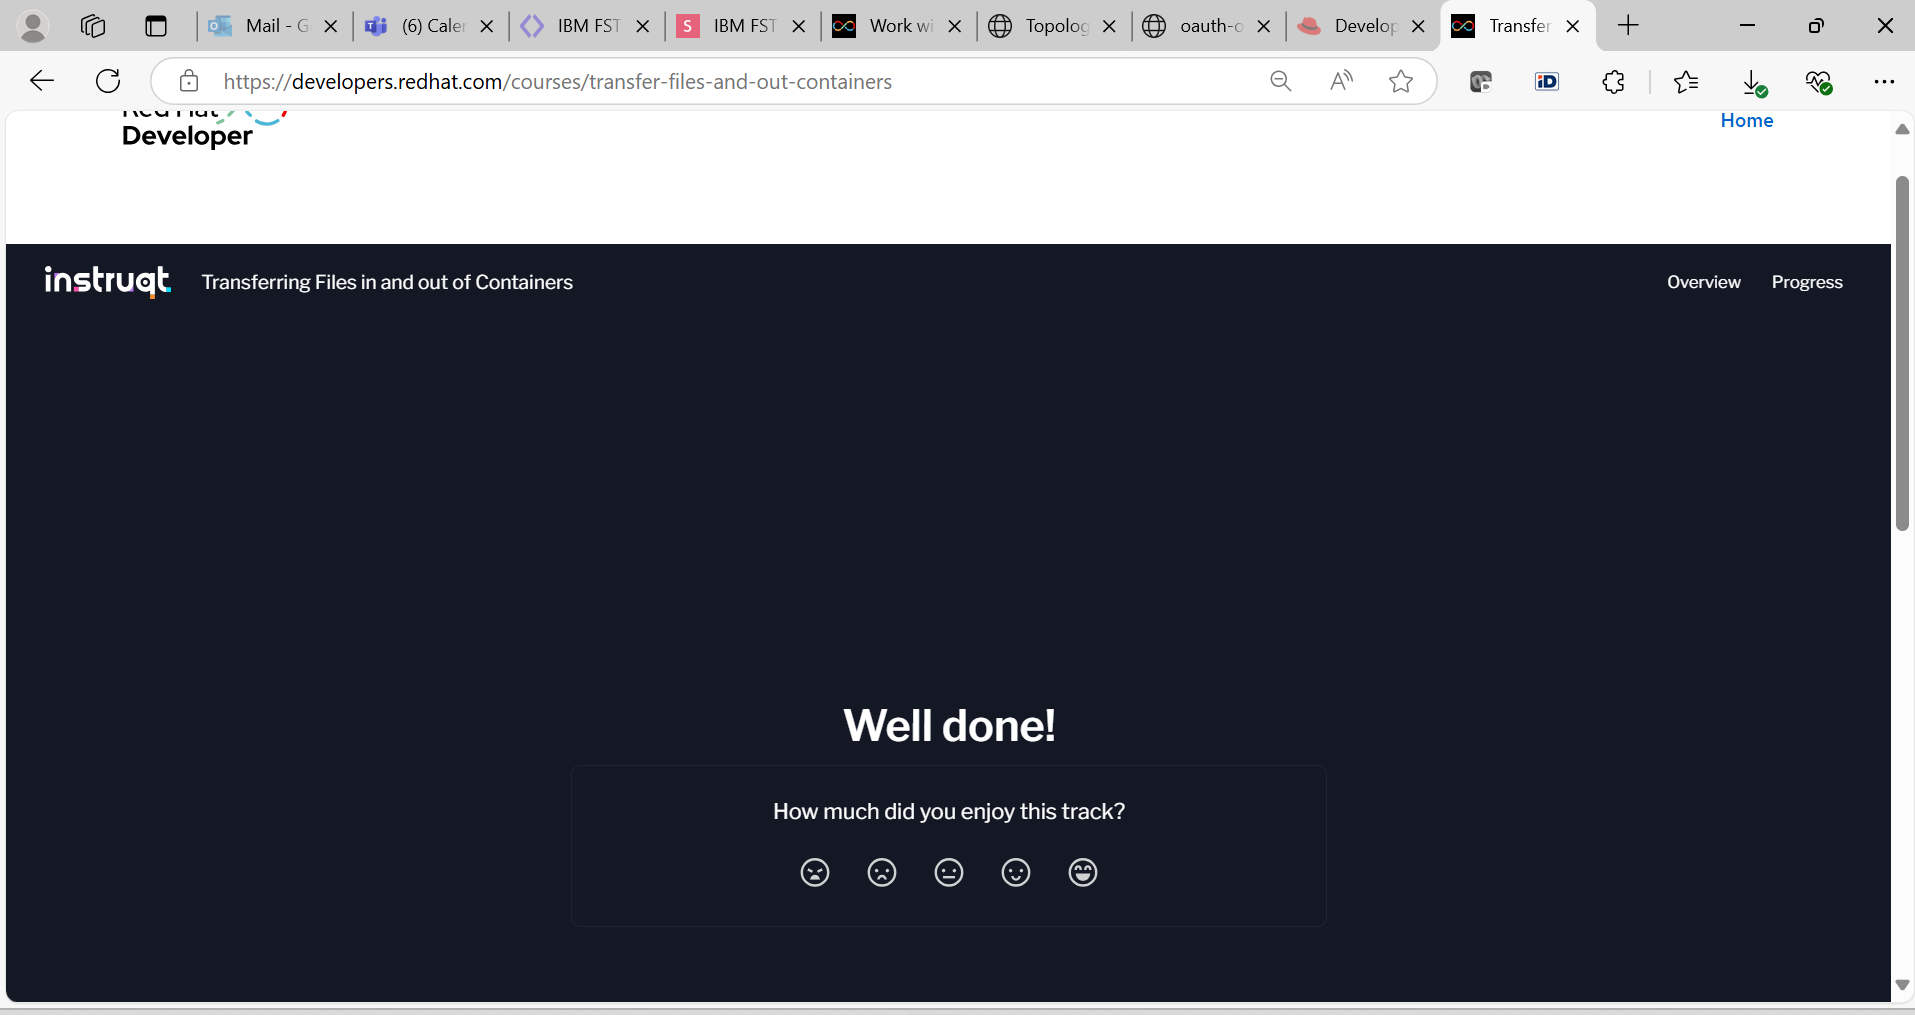 Mail - G
(6) Caler
IBM FST
IBM FST
Work wi
Topolog
oauth-o
Develop
Transfer
https://developers.redhat.com/courses/transfer-files-and-out-containers
Red Hat
Developer
Home
instruqt
Transferring Files in and out of Containers
Overview
Progress
Well done!
How much did you enjoy this track?